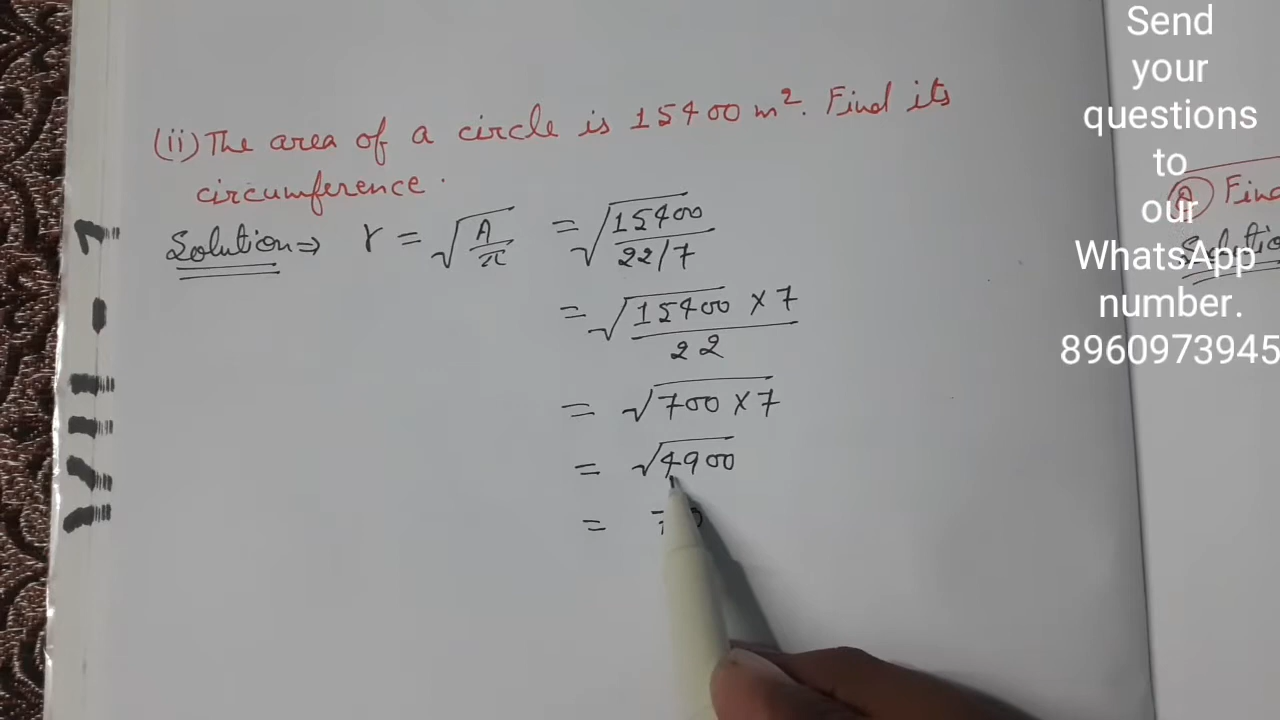 (ii) The area of a circle is 15400 m². Find its
circumference.
Solution ⇒ r = √(A/π) = √(15400/(22/7))
= √(15400 × 7/22)
= √(700 × 7)
= √4900
=
Send
your
questions
to
our
WhatsApp
number.
8960973945